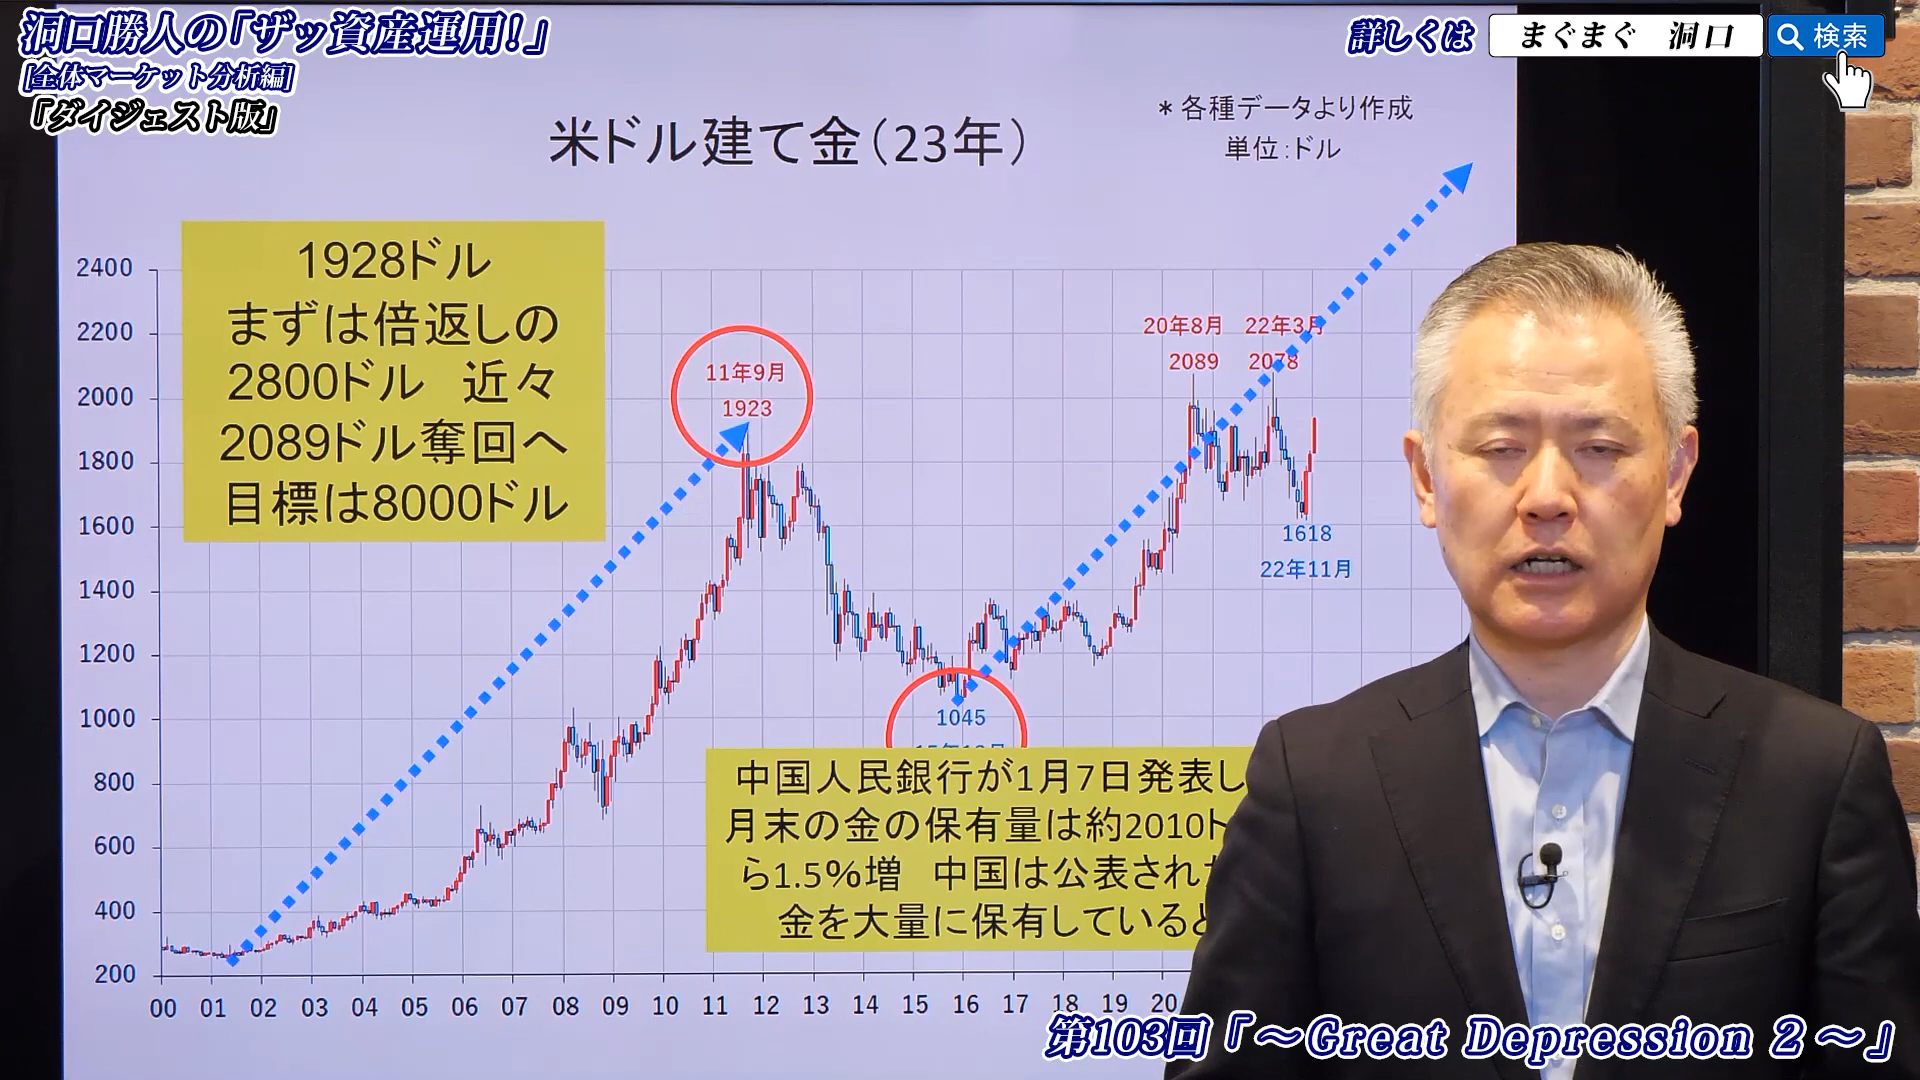 洞口勝人の「ザッ資産運用!」
[全体マーケット分析編]
「ダイジェスト版」
詳しくは
まぐまぐ 洞口
検索
米ドル建て金(23年)
*各種データより作成
単位:ドル
1928ドル
まずは倍返しの
2800ドル 近々
2089ドル奪回へ
目標は8000ドル
2400
2200
2000
1800
1600
1400
1200
1000
800
600
400
200
11年9月
1923
20年8月
2089
22年3月
2078
1618
22年11月
1045
中国人民銀行が1月7日発表し
月末の金の保有量は約2010ト
ら1.5%増 中国は公表された
金を大量に保有していると
00 01 02 03 04 05 06 07 08 09 10 11 12 13 14 15 16 17 18 19 20
第103回「~Great Depression 2~」